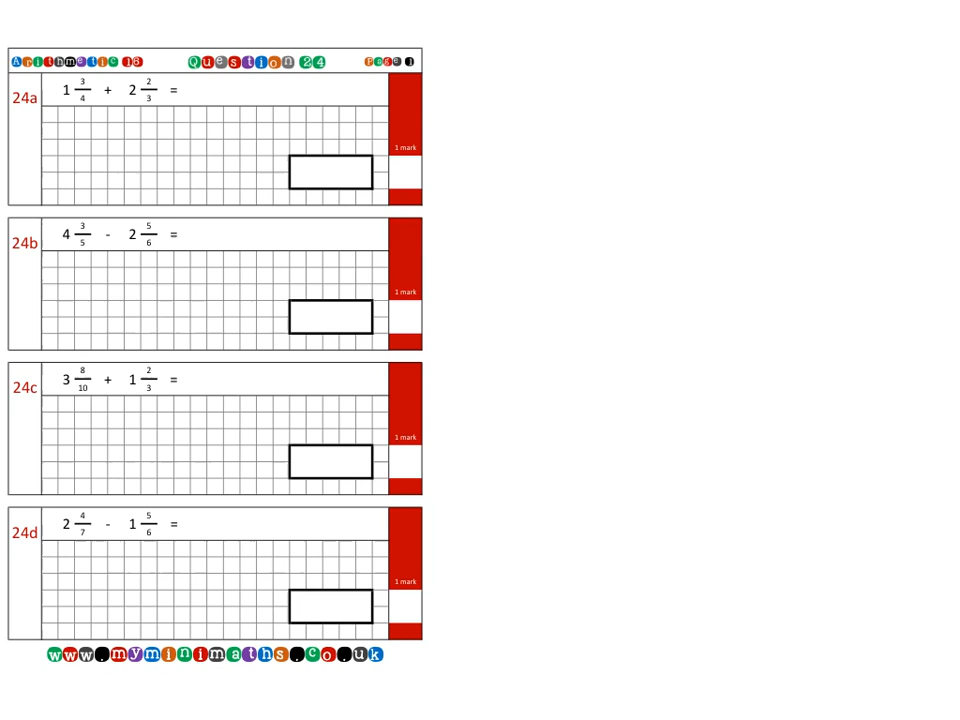 Arithmetic 16 Question 24 Page 1
24a 1 3/4 + 2 2/3 =
1 mark
24b 4 3/5 - 2 5/6 =
1 mark
24c 3 8/10 + 1 2/3 =
1 mark
24d 2 4/7 - 1 5/6 =
1 mark
www.myminimaths.co.uk